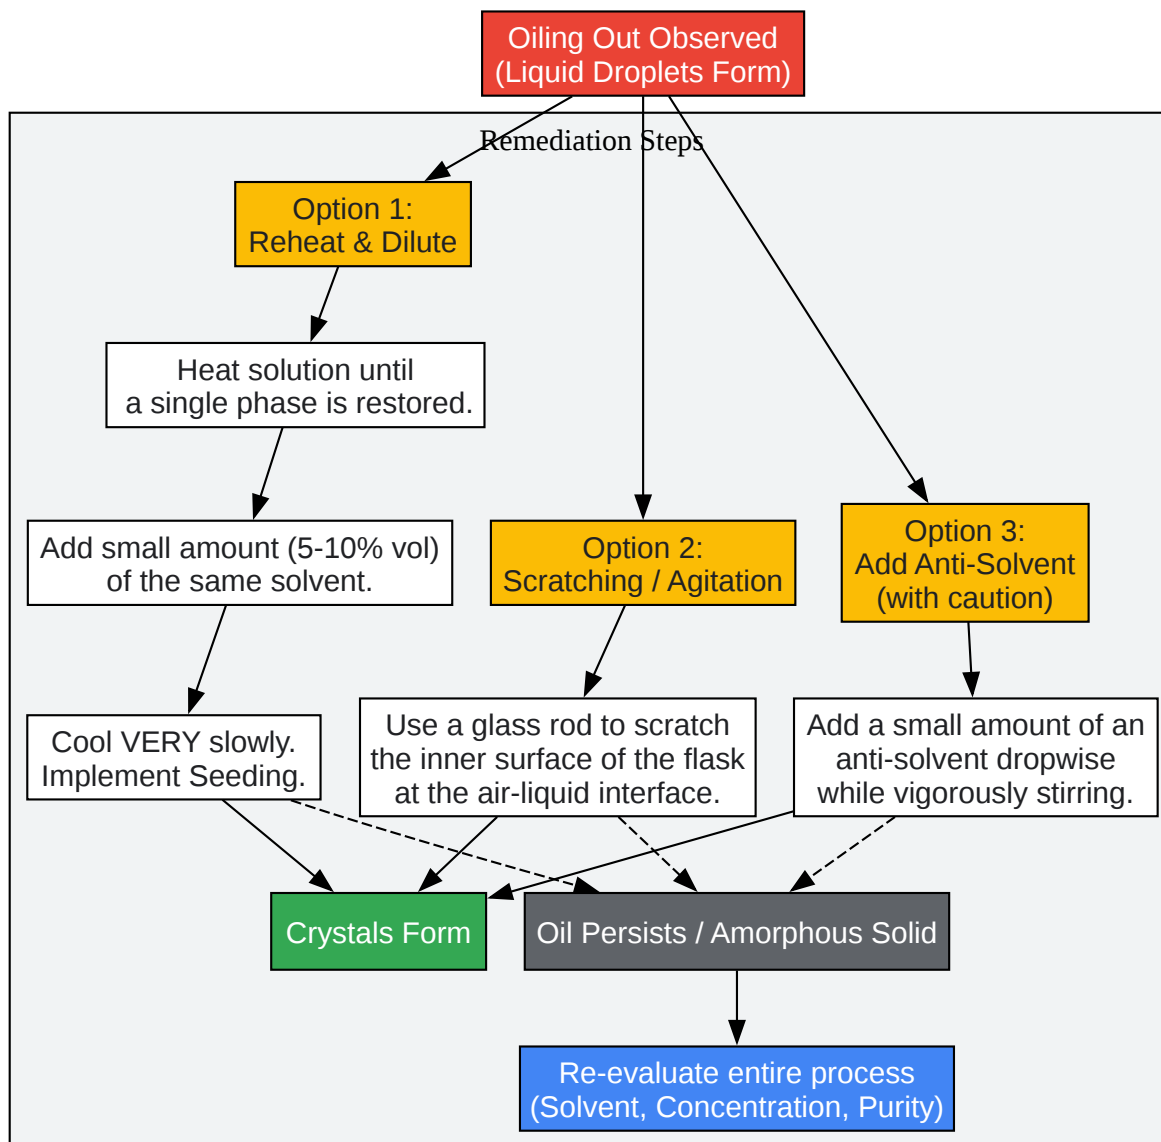 Oiling Out Observed
(Liquid Droplets Form)
Remediation Steps
Option 1:
Reheat & Dilute
Heat solution until
a single phase is restored.
Add small amount (5-10% vol)
of the same solvent.
Option 2:
Scratching / Agitation
Option 3:
Add Anti-Solvent
(with caution)
Cool VERY slowly.
Implement Seeding.
Use a glass rod to scratch
the inner surface of the flask
at the air-liquid interface.
Add a small amount of an
anti-solvent dropwise
while vigorously stirring.
Crystals Form
Oil Persists / Amorphous Solid
Re-evaluate entire process
(Solvent, Concentration, Purity)